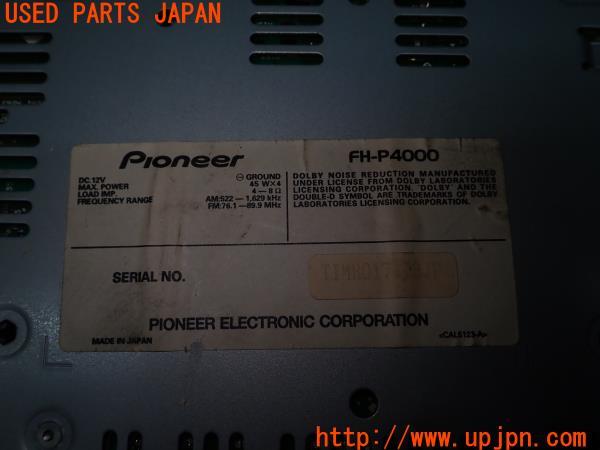 USED PARTS JAPAN
Pioneer
FH-P4000
DC.12V
⊖ GROUND
MAX. POWER
45 W×4
LOAD IMP.
4 — 8 Ω
FREQUENCY RANGE
AM:522 — 1,629 kHz
FM:76.1 — 89.9 MHz
DOLBY NOISE REDUCTION MANUFACTURED
UNDER LICENSE FROM DOLBY LABORATORIES
LICENSING CORPORATION. "DOLBY" AND THE
DOUBLE-D SYMBOL ARE TRADEMARKS OF DOLBY
LABORATORIES LICENSING CORPORATION.
SERIAL NO.
PIONEER ELECTRONIC CORPORATION
MADE IN JAPAN
<CAL5123-A>
L
UPJ http://www.upjpn.com